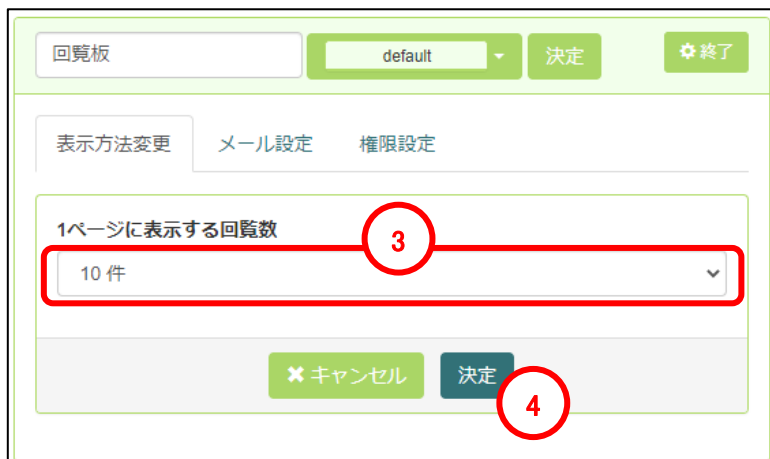 回覧板 default 決定 終了
表示方法変更 メール設定 権限設定
1ページに表示する回覧数
3
10 件
キャンセル 決定
4